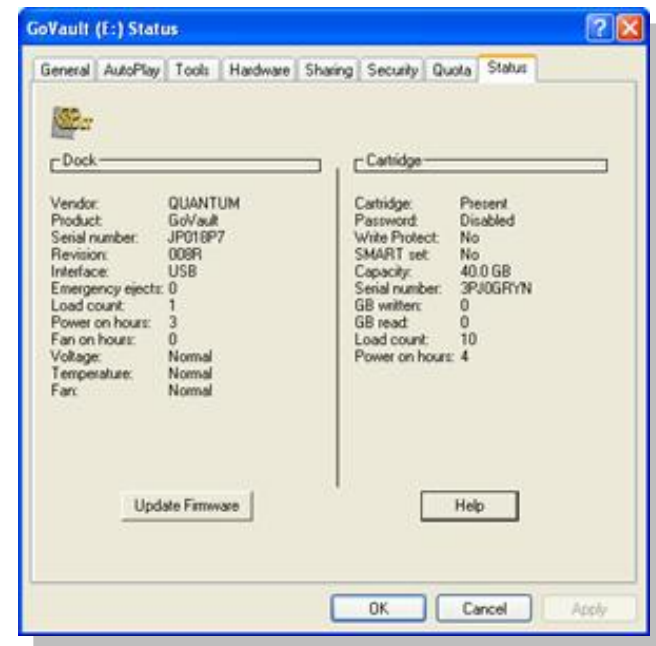 GoVault (E:) Status
General AutoPlay Tools Hardware Sharing Security Quota Status
Dock
Vendor: QUANTUM
Product: GoVault
Serial number: JP018P7
Revision: 008R
Interface: USB
Emergency ejects: 0
Load count: 1
Power on hours: 3
Fan on hours: 0
Voltage: Normal
Temperature: Normal
Fan: Normal
Update Firmware
Cartridge
Cartridge: Present
Password: Disabled
Write Protect: No
SMART set: No
Capacity: 40.0 GB
Serial number: 3PJ0GRYN
GB written: 0
GB read: 0
Load count: 10
Power on hours: 4
Help
OK Cancel Apply